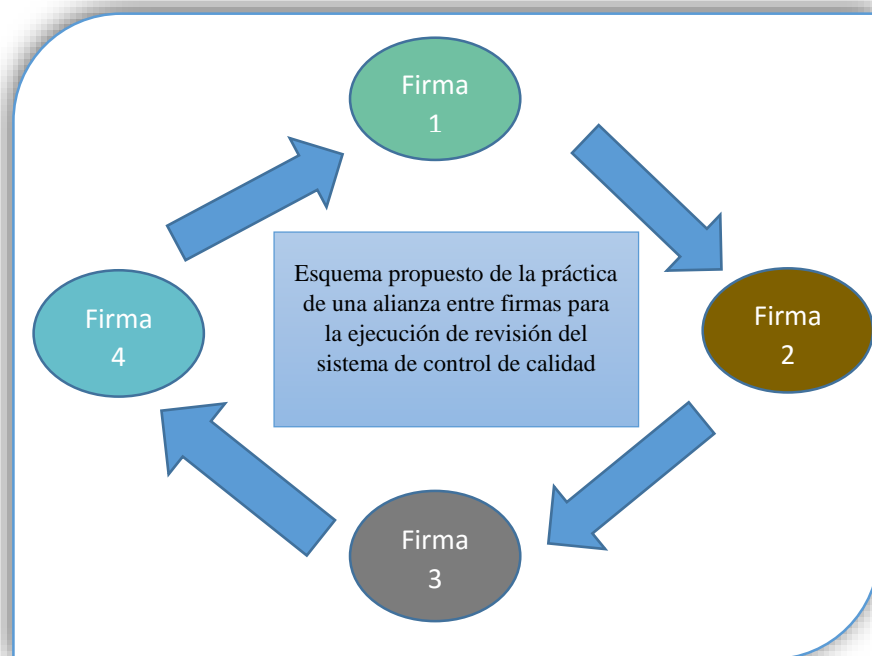 Firma
1
Esquema propuesto de la práctica
de una alianza entre firmas para
la ejecución de revisión del
sistema de control de calidad
Firma
2
Firma
4
Firma
3